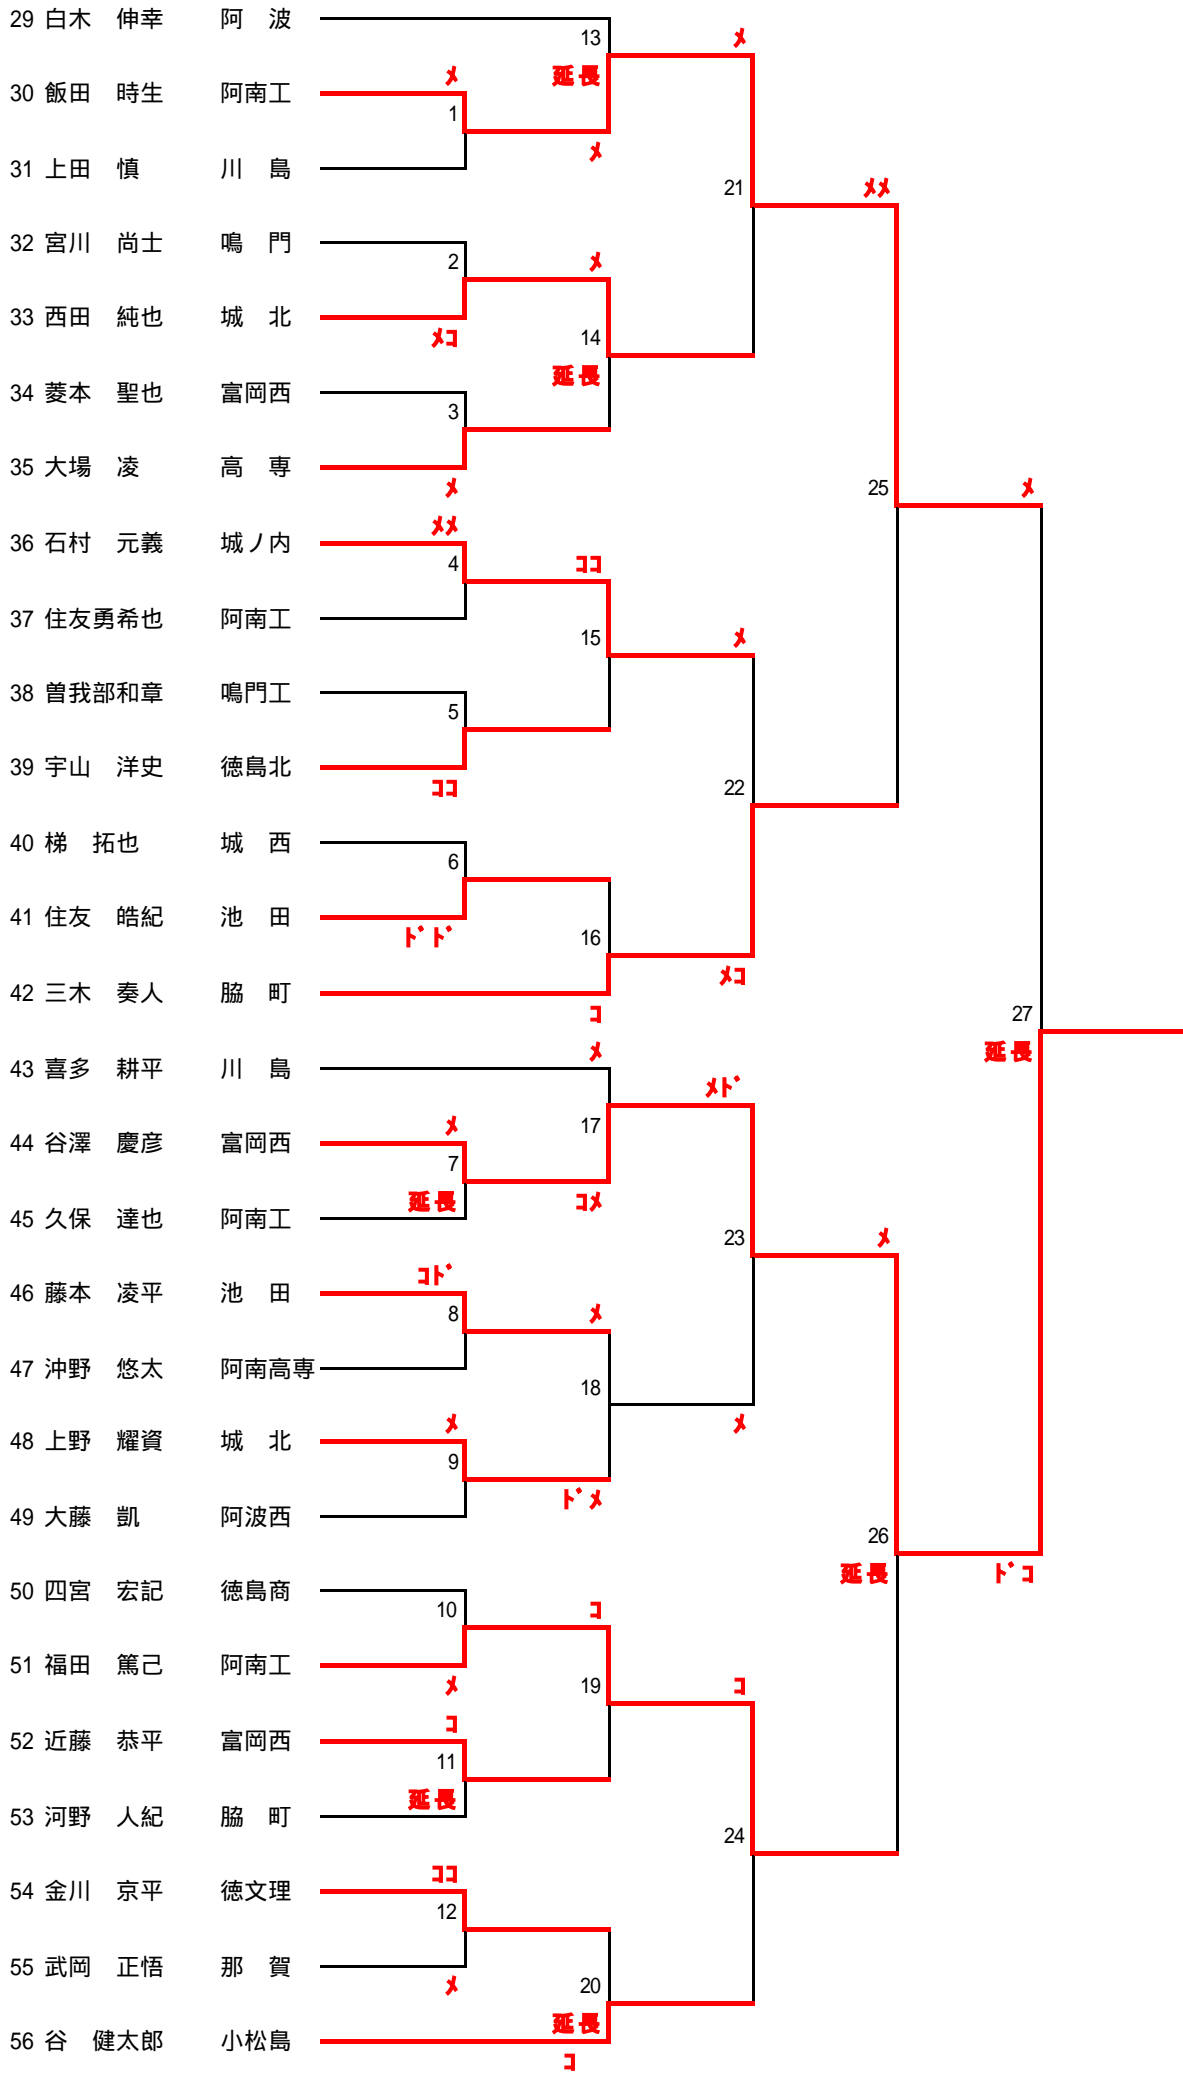 29 白木　伸幸　阿　波
13
メ
延長
メ
30 飯田　時生　阿南工
1
メ
31 上田　慎　川　島
21
メメ
32 宮川　尚士　鳴　門
2
メ
33 西田　純也　城　北
メコ
14
延長
34 菱本　聖也　富岡西
3
35 大場　凌　高　専
メ
25
メ
メメ
36 石村　元義　城ノ内
4
ココ
37 住友勇希也　阿南工
15
メ
38 曽我部和章　鳴門工
5
39 宇山　洋史　徳島北
ココ
22
40 梯　拓也　城　西
6
41 住友　皓紀　池　田
ドド
16
メコ
42 三木　奏人　脇　町
コ
27
延長
メ
43 喜多　耕平　川　島
メド
メ
17
44 谷澤　慶彦　富岡西
7
延長
コメ
45 久保　達也　阿南工
23
メ
コド
46 藤本　凌平　池　田
8
メ
47 沖野　悠太　阿南高専
18
メ
メ
48 上野　耀資　城　北
9
ドメ
49 大藤　凱　阿波西
26
延長
ドコ
50 四宮　宏記　徳島商
10
コ
51 福田　篤己　阿南工
メ
19
コ
コ
52 近藤　恭平　富岡西
11
延長
53 河野　人紀　脇　町
24
ココ
54 金川　京平　徳文理
12
55 武岡　正悟　那　賀
メ
20
延長
56 谷　健太郎　小松島
コ